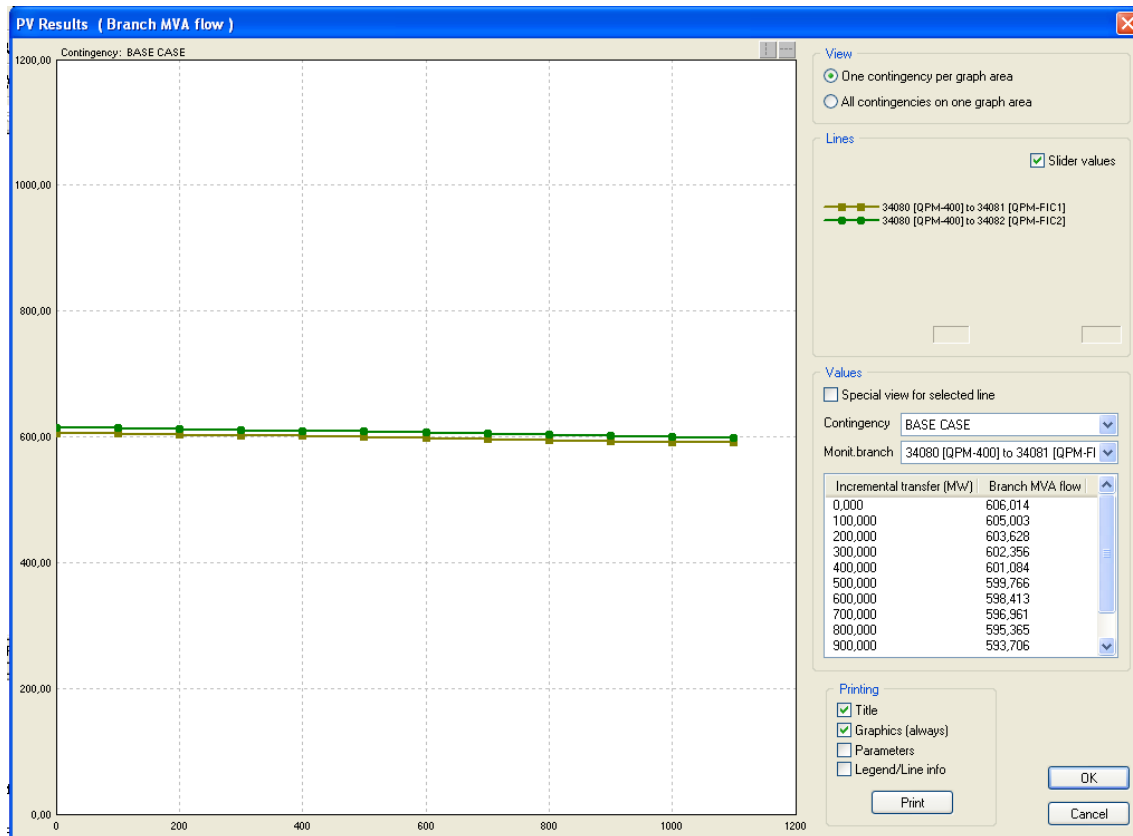 PV Results ( Branch MVA flow )
Contingency: BASE CASE
1200,00
1000,00
800,00
600,00
400,00
200,00
0,00
0 200 400 600 800 1000 1200
View
One contingency per graph area
All contingencies on one graph area
Lines
Slider values
34080 [QPM-400] to 34081 [QPM-FIC1]
34080 [QPM-400] to 34082 [QPM-FIC2]
Values
Special view for selected line
Contingency BASE CASE
Monit.branch 34080 [QPM-400] to 34081 [QPM-FI
Incremental transfer (MW) Branch MVA flow
0,000 606,014
100,000 605,003
200,000 603,628
300,000 602,356
400,000 601,084
500,000 599,766
600,000 598,413
700,000 596,961
800,000 595,365
900,000 593,706
Printing
Title
Graphics (always)
Parameters
Legend/Line info
Print
OK
Cancel